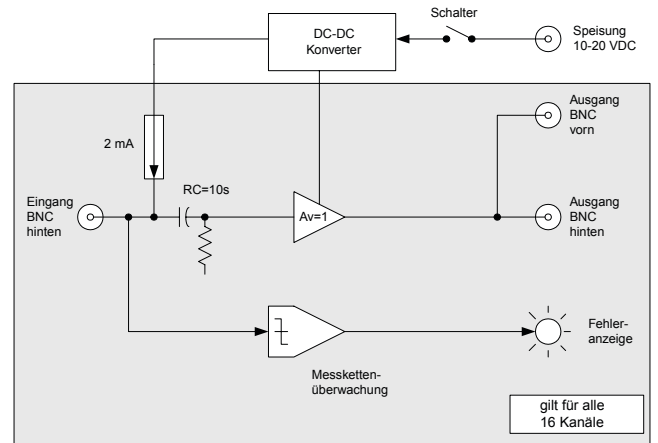 Schalter
DC-DC
Konverter
Speisung
10-20 VDC
Ausgang
BNC
vorn
2 mA
RC=10s
Eingang
BNC
hinten
Av=1
Ausgang
BNC
hinten
Fehler-
anzeige
Messketten-
überwachung
gilt für alle
16 Kanäle